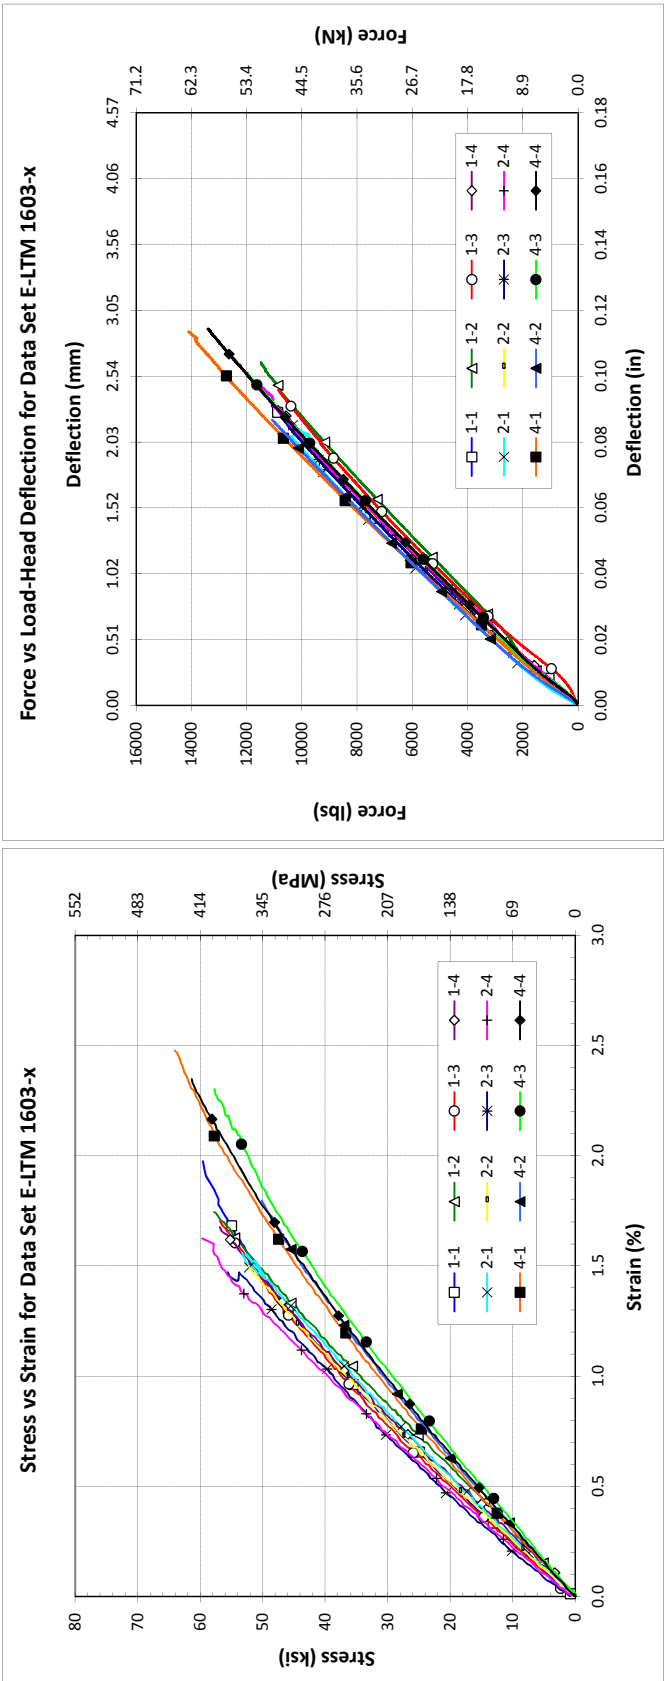 Stress vs Strain for Data Set E-LTM 1603-x
Stress (ksi)
80
70
60
50
40
30
20
10
0
0.0
0.5
1.0
1.5
2.0
2.5
3.0
Strain (%)
552
483
414
345
276
207
138
69
0
Stress (MPa)
1-1 1-2 1-3 1-4
2-1 2-2 2-3 2-4
4-1 4-2 4-3 4-4
Force vs Load-Head Deflection for Data Set E-LTM 1603-x
Deflection (mm)
0.00 0.51 1.02 1.52 2.03 2.54 3.05 3.56 4.06 4.57
Force (lbs)
16000
14000
12000
10000
8000
6000
4000
2000
0
0.00 0.02 0.04 0.06 0.08 0.10 0.12 0.14 0.16 0.18
Deflection (in)
71.2
62.3
53.4
44.5
35.6
26.7
17.8
8.9
0.0
Force (kN)
1-1 1-2 1-3 1-4
2-1 2-2 2-3 2-4
4-1 4-2 4-3 4-4